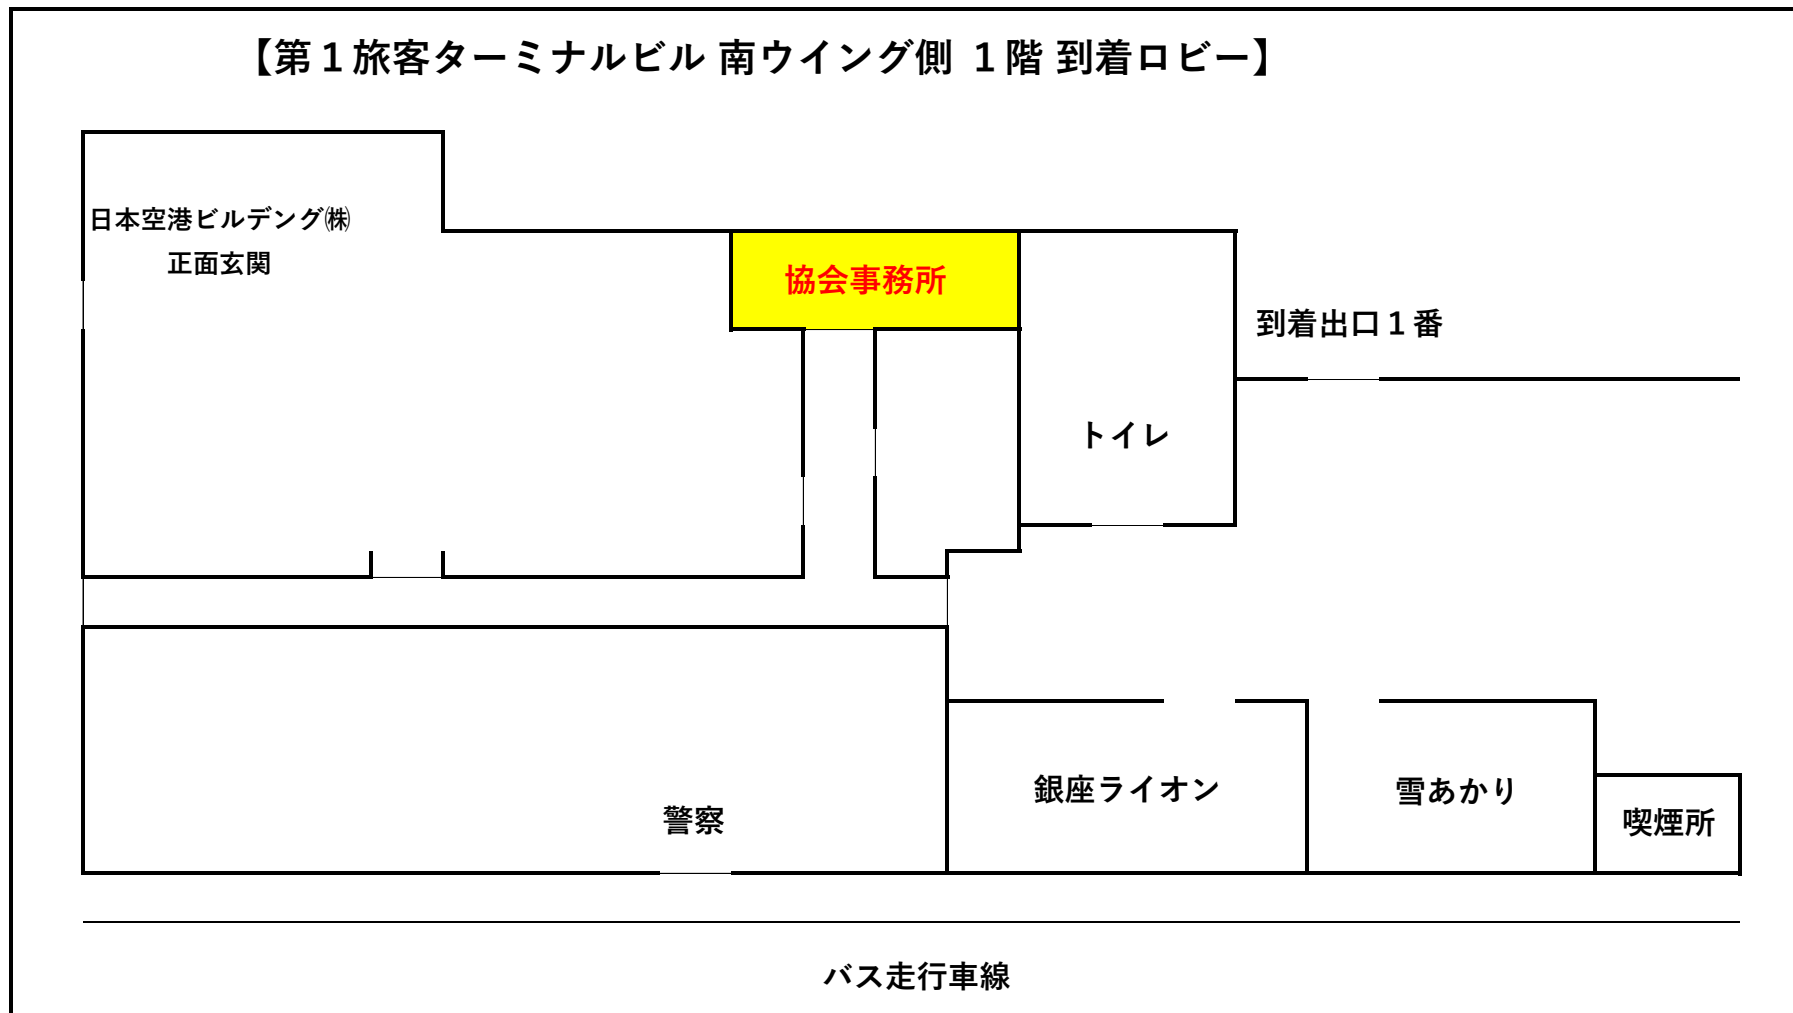 【第１旅客ターミナルビル 南ウイング側 １階 到着ロビー】
日本空港ビルデング㈱
正面玄関
協会事務所
到着出口１番
トイレ
銀座ライオン
雪あかり
喫煙所
警察
バス走行車線